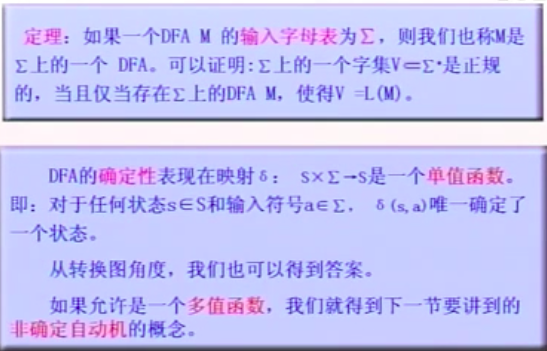 定理：如果一个DFA M 的输入字母表为Σ，则我们也称M是
Σ上的一个 DFA。可以证明:Σ上的一个字集V⊂=Σ*是正规
的，当且仅当存在Σ上的DFA M，使得V =L(M)。
DFA的确定性表现在映射δ： S×Σ→S是一个单值函数。
即：对于任何状态s∈S和输入符号a∈Σ， δ(s,a)唯一确定了
一个状态。
从转换图角度，我们也可以得到答案。
如果允许是一个多值函数，我们就得到下一节要讲到的
非确定自动机的概念。